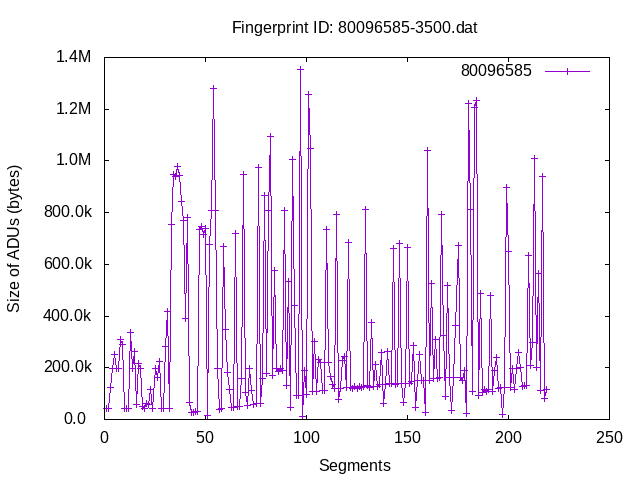 Fingerprint ID: 80096585-3500.dat
1.4M
1.2M
1.0M
800.0k
600.0k
400.0k
200.0k
0.0
Size of ADUs (bytes)
80096585
0 50 100 150 200 250
Segments